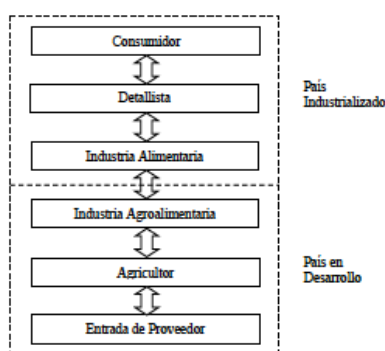 Consumidor
Detallista
País
Industrializado
Industria Alimentaria
Industria Agroalimentaria
Agricultor
País en
Desarrollo
Entrada de Proveedor